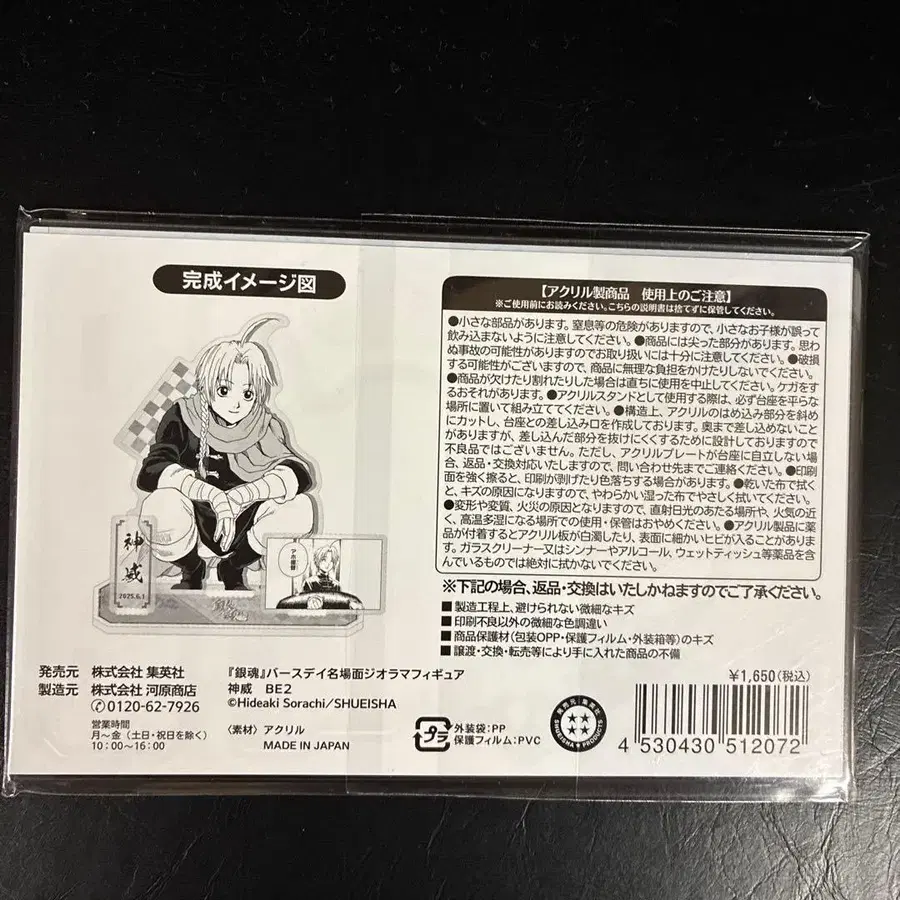 完成イメージ図
神威
2025.6.1
【アクリル製商品　使用上のご注意】
※ご使用前にお読みください。こちらの説明書は捨てずに保管してください。
●小さな部品があります。窒息等の危険がありますので、小さなお子様が誤って
飲み込まないように注意してください。●商品には尖った部分があります。思わ
ぬ事故の可能性がありますのでお取り扱いには十分に注意してください。●破損
する可能性がございますので、商品に無理な負担をかけたりしないでください。
●商品が欠けたり割れたりした場合は直ちに使用を中止してください。ケガをす
るおそれがあります。●アクリルスタンドとして使用する際は、必ず台座を平らな
場所に置いて組み立ててください。●構造上、アクリルのはめ込み部分を斜め
にカットし、台座との差し込み口を作成しております。奥まで差し込めないこと
がありますが、差し込んだ部分を抜けにくくするために設計しておりますので
不良品ではございません。ただし、アクリルプレートが台座に自立しない場
合、返品・交換対応いたしますので、問い合わせ先までご連絡ください。●印刷
面を強く擦ると、印刷が剥げたり色落ちする場合があります。●乾いた布で拭く
と、キズの原因になりますので、やわらかい湿った布でやさしく拭いてください。
●変形や変質、火災の原因となりますので、直射日光のあたる場所や、火気の近
く、高温多湿になる場所での使用・保管はおやめください。●アクリル製品に薬
品が付着するとアクリル板が白濁したり、表面に細かいヒビが入ることがありま
す。ガラスクリーナー又はシンナーやアルコール、ウェットティッシュ等薬品を含
んでいるものでは絶対に拭かないでください。
※下記の場合、返品・交換はいたしかねますのでご了承ください。
■製造工程上、避けられない微細なキズ
■印刷不良以外の微細な色調違い
■商品保護材（包装OPP・保護フィルム・外装箱等）のキズ
■譲渡・交換・転売等により手に入れた商品の不備
発売元　株式会社 集英社
製造元　株式会社 河原商店
0120-62-7926
営業時間
月～金（土日・祝日を除く）
10：00～16：00
『銀魂』バースデイ名場面ジオラマフィギュア
神威　BE2
©Hideaki Sorachi/SHUEISHA
〈素材〉アクリル
MADE IN JAPAN
プラ
外装袋：PP
保護フィルム：PVC
発売元 集英社
SHUEISHA PRODUCTS
￥1,650(税込)
4 530430 512072